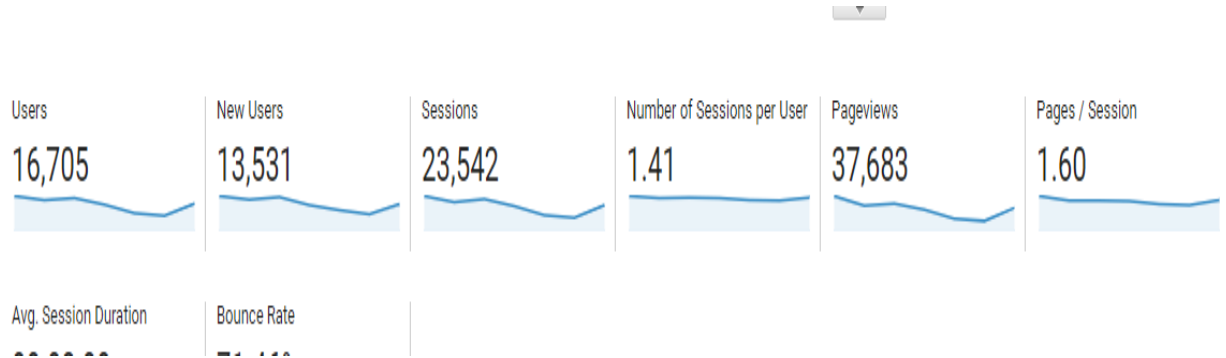 Users New Users Sessions Number of Sessions per User Pageviews Pages / Session
16,705 13,531 23,542 1.41 37,683 1.60
Avg. Session Duration Bounce Rate